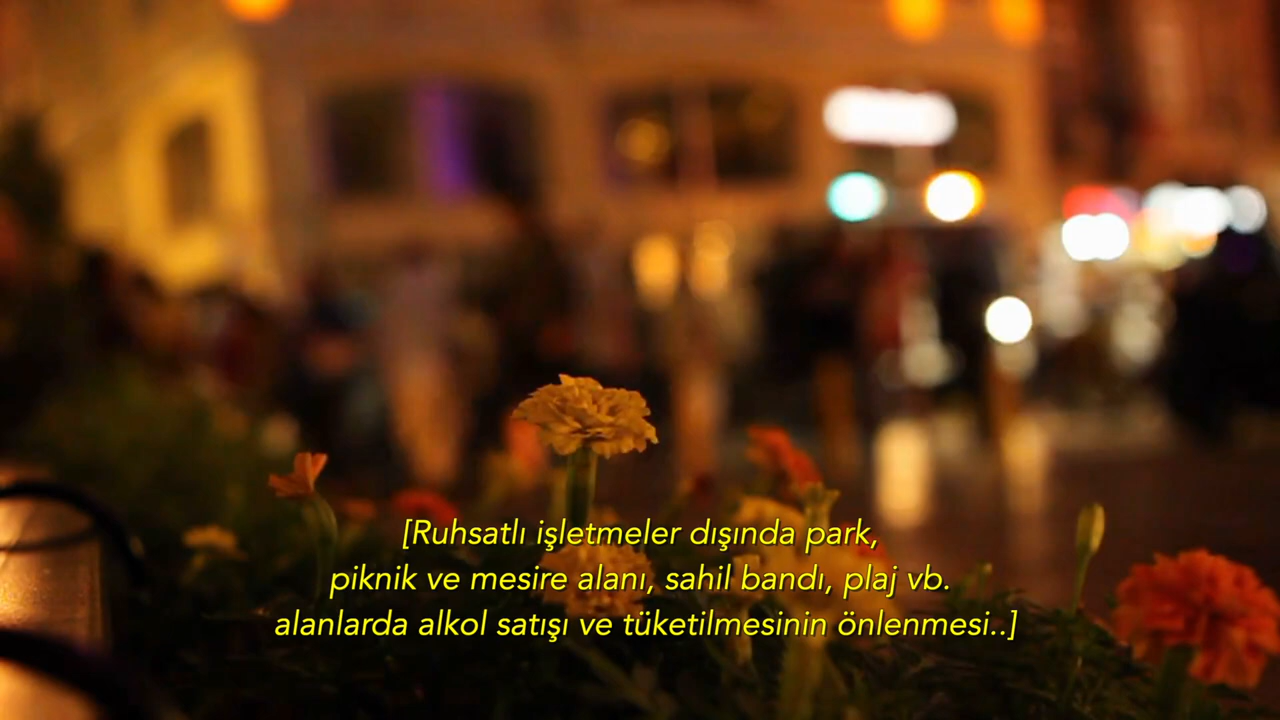 [Ruhsatlı işletmeler dışında park,
piknik ve mesire alanı, sahil bandı, plaj vb.
alanlarda alkol satışı ve tüketilmesinin önlenmesi..]